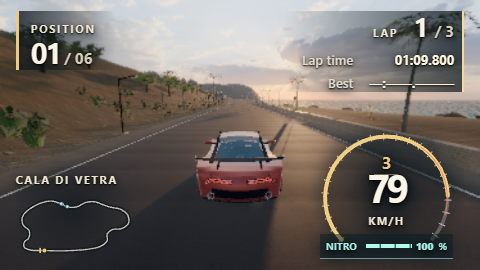 POSITION
01 / 06
LAP 1 / 3
Lap time 01:09.800
Best --:--.---
CALA DI VETRA
3
79
KM/H
NITRO 100 %